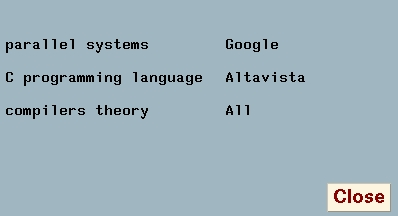 parallel systems Google
C programming language Altavista
compilers theory All
Close